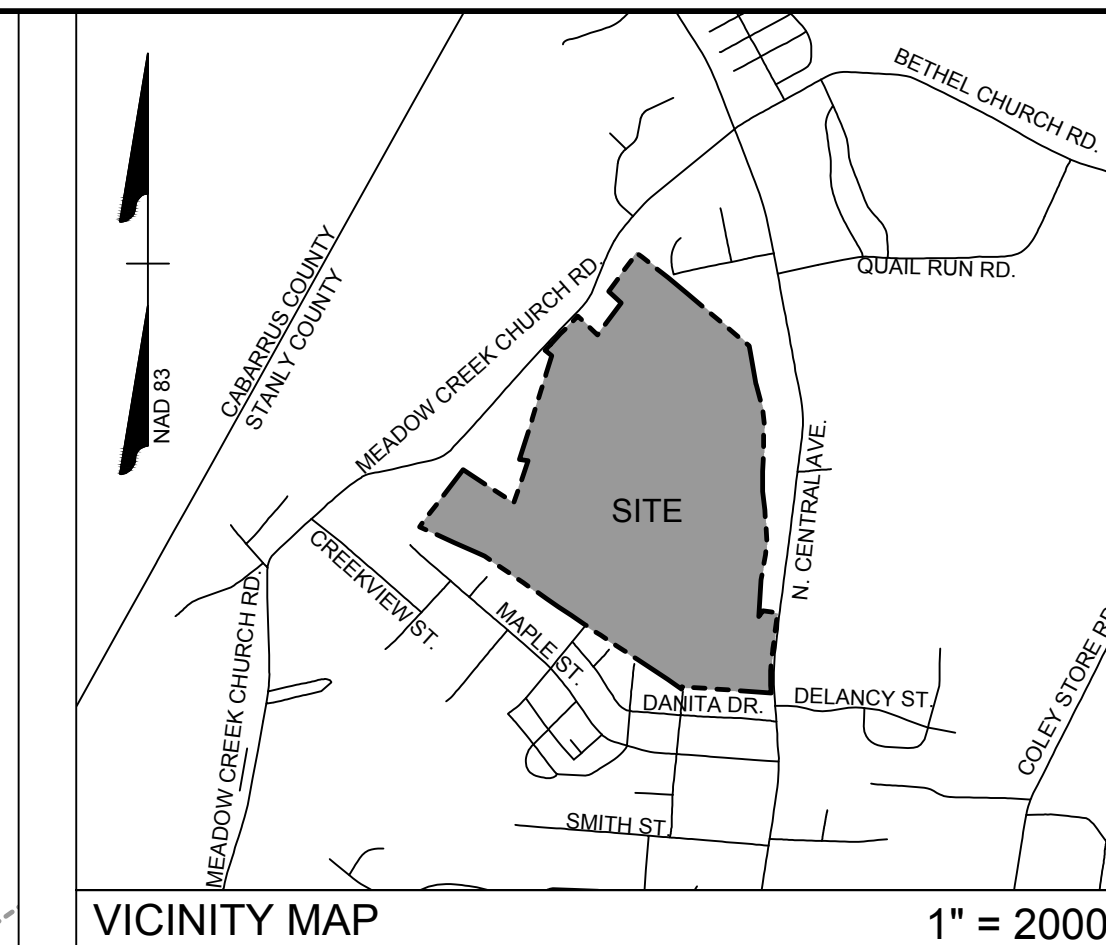 BETHEL CHURCH RD.
QUAIL RUN RD.
CABARRUS COUNTY
STANLY COUNTY
NAD 83
MEADOW CREEK CHURCH RD.
SITE
N. CENTRAL AVE.
CREEKVIEW ST.
MAPLE ST.
DANITA DR.
DELANCY ST.
COLEY STORE RD
MEADOW CREEK CHURCH RD.
SMITH ST.
VICINITY MAP
1" = 2000